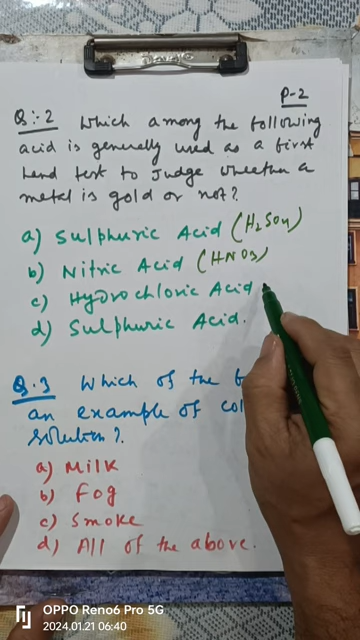 P-2
Q:-2 Which among the following
acid is generally used as a first
hand test to Judge wheether a
metal is gold or not?
a) Sulphuric Acid (H2SO4)
b) Nitric Acid (HNO3)
c) Hydrochloric Acid
d) Sulphuric Acid.
Q.3 Which of the
an example of
solution?
a) Milk
b) Fog
c) Smoke
d) All of the above.
OPPO Reno6 Pro 5G
2024.01.21 06:40